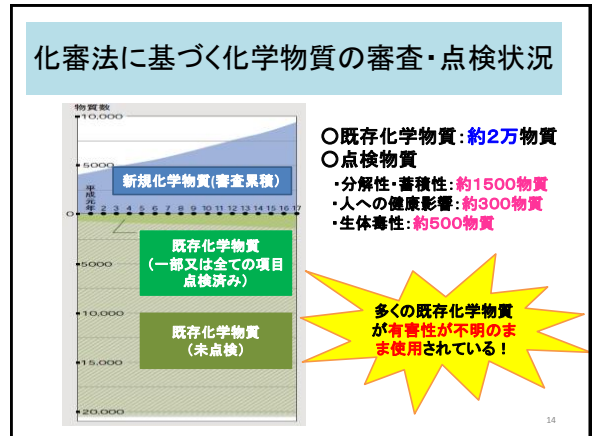 化審法に基づく化学物質の審査・点検状況
物質数
10,000
5000
新規化学物質(審査累積)
平成元年 2 3 4 5 6 7 8 9 10 11 12 13 14 15 16 17
0
既存化学物質
(一部又は全ての項目
点検済み)
5000
10,000
既存化学物質
(未点検)
15,000
20,000
〇既存化学物質：約２万物質
〇点検物質
・分解性・蓄積性：約1500物質
・人への健康影響：約300物質
・生体毒性：約500物質
多くの既存化学物質
が有害性が不明のま
ま使用されている！
14